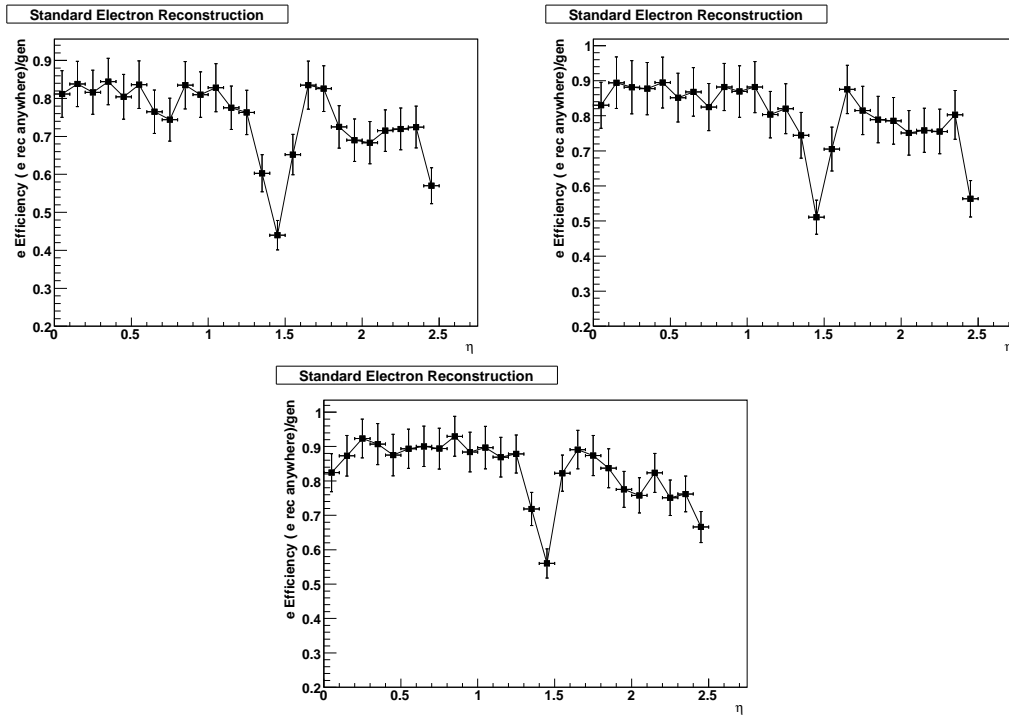 Standard Electron Reconstruction
e Efficiency ( e rec anywhere)/gen
0.9
0.8
0.7
0.6
0.5
0.4
0.3
0.2
0 0.5 1 1.5 2 2.5
η
Standard Electron Reconstruction
e Efficiency ( e rec anywhere)/gen
1
0.9
0.8
0.7
0.6
0.5
0.4
0.3
0.2
0 0.5 1 1.5 2 2.5
η
Standard Electron Reconstruction
e Efficiency ( e rec anywhere)/gen
1
0.9
0.8
0.7
0.6
0.5
0.4
0.3
0.2
0 0.5 1 1.5 2 2.5
η